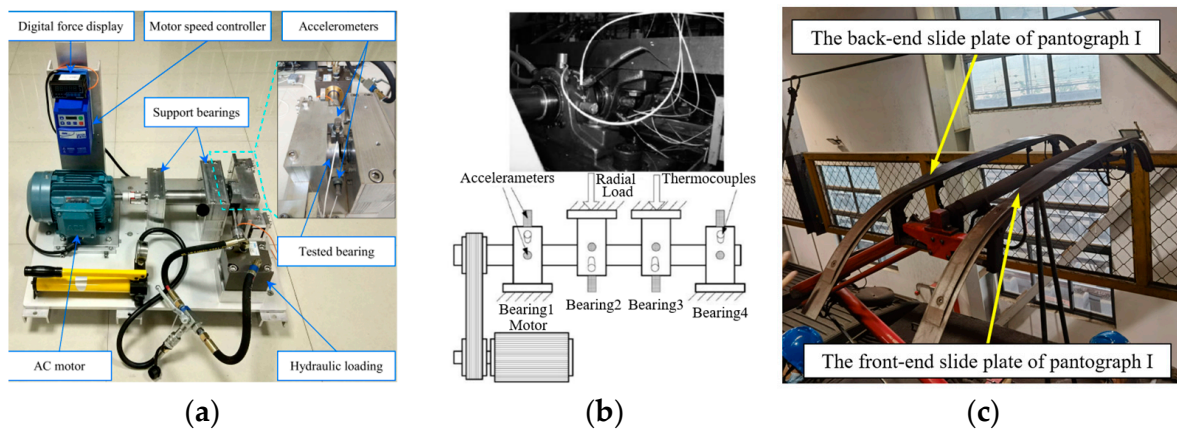 Digital force display
Motor speed controller
Accelerometers
Support bearings
Tested bearing
AC motor
Hydraulic loading
(a)
Accelerameters
Radial
Load
Thermocouples
Bearing1
Bearing2
Bearing3
Bearing4
Motor
(b)
The back-end slide plate of pantograph I
The front-end slide plate of pantograph I
(c)